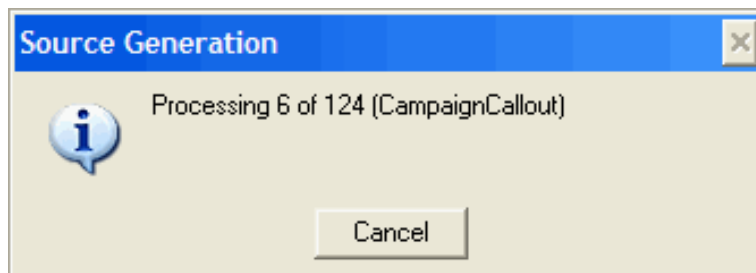 Source Generation
Processing 6 of 124 (CampaignCallout)
Cancel